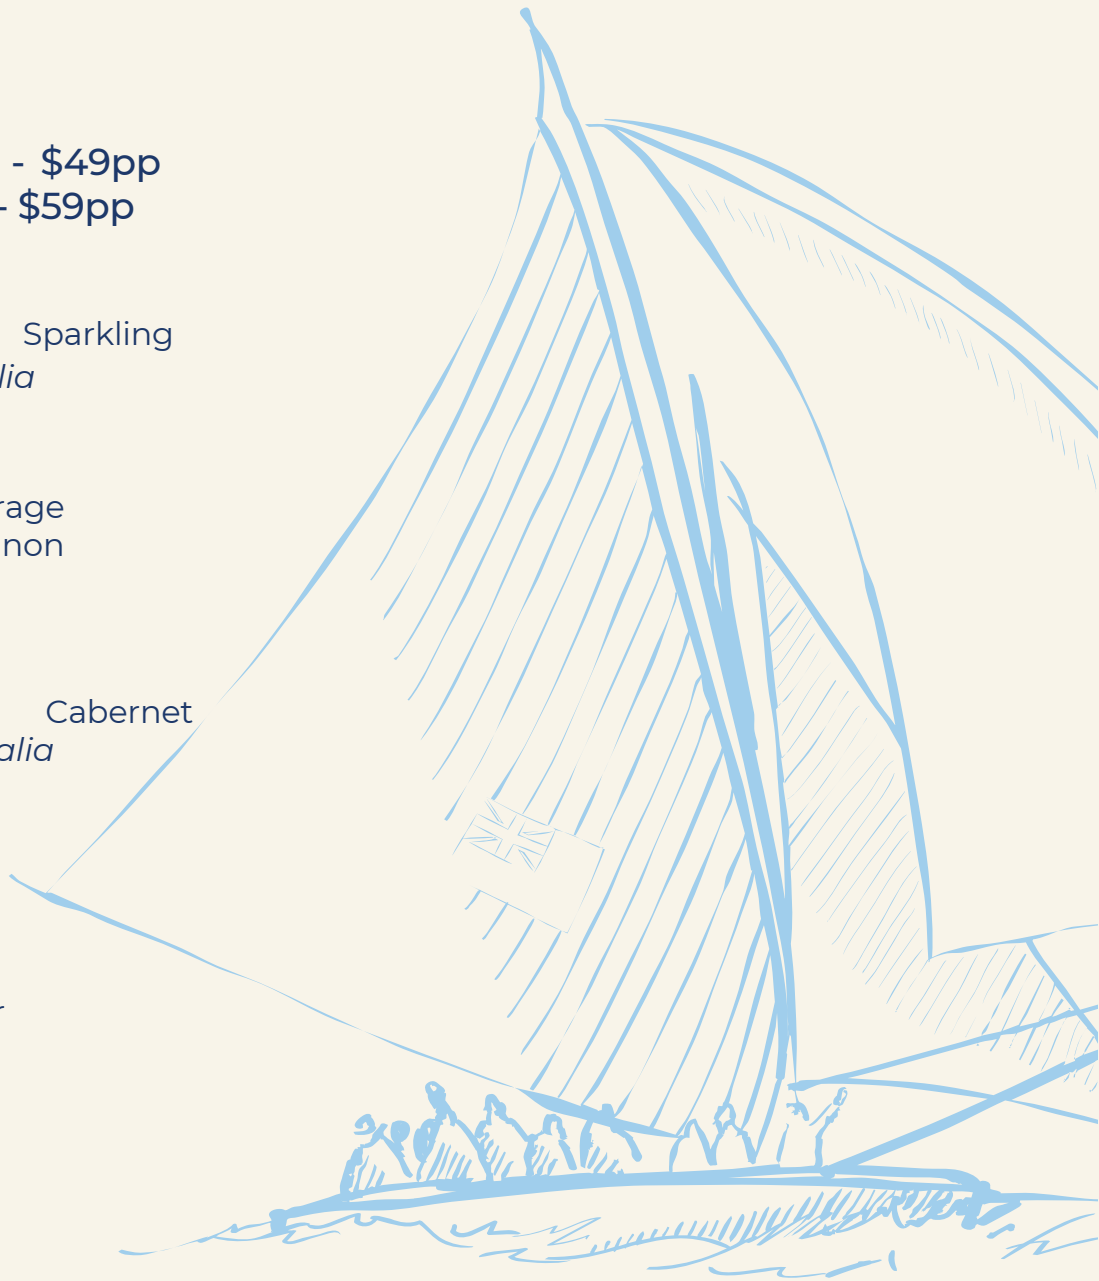 - $49pp
- $59pp
Sparkling
lia
rage
non
Cabernet
alia
r